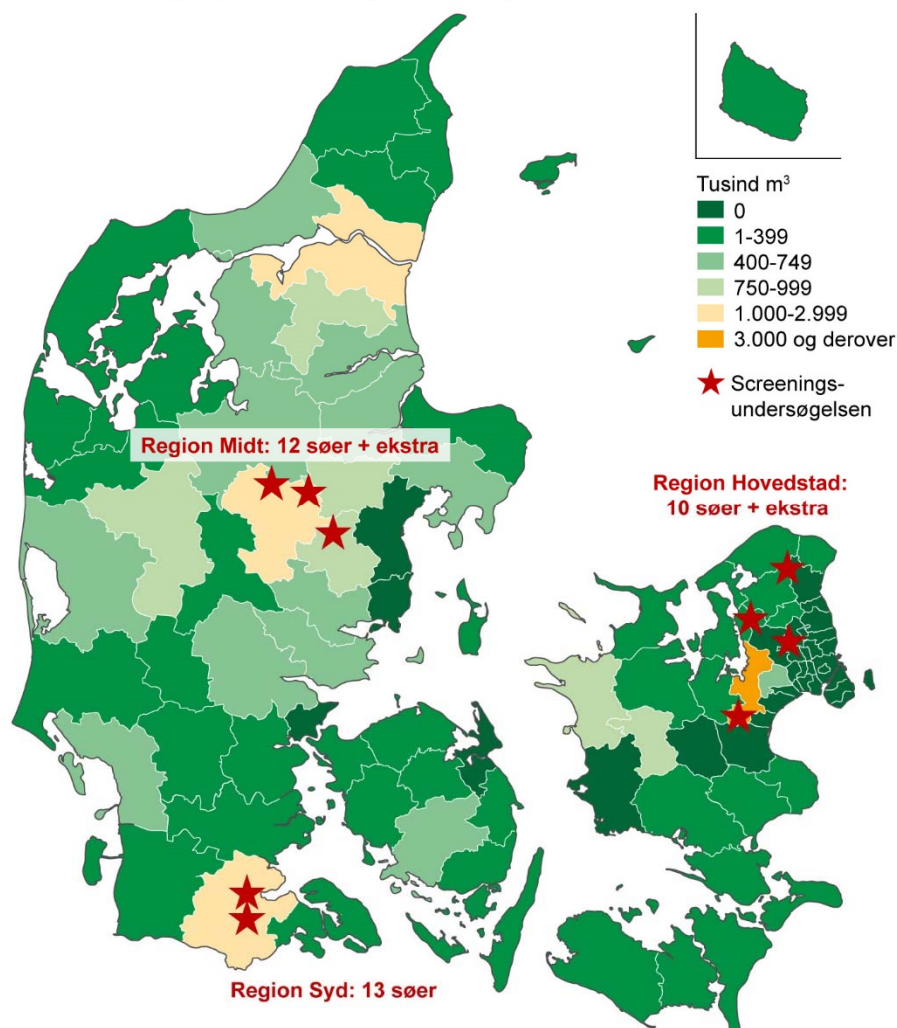 Tusind m³
0
1-399
400-749
750-999
1.000-2.999
3.000 og derover
Screenings-
undersøgelsen
Region Midt: 12 søer + ekstra
Region Hovedstad:
10 søer + ekstra
Region Syd: 13 søer